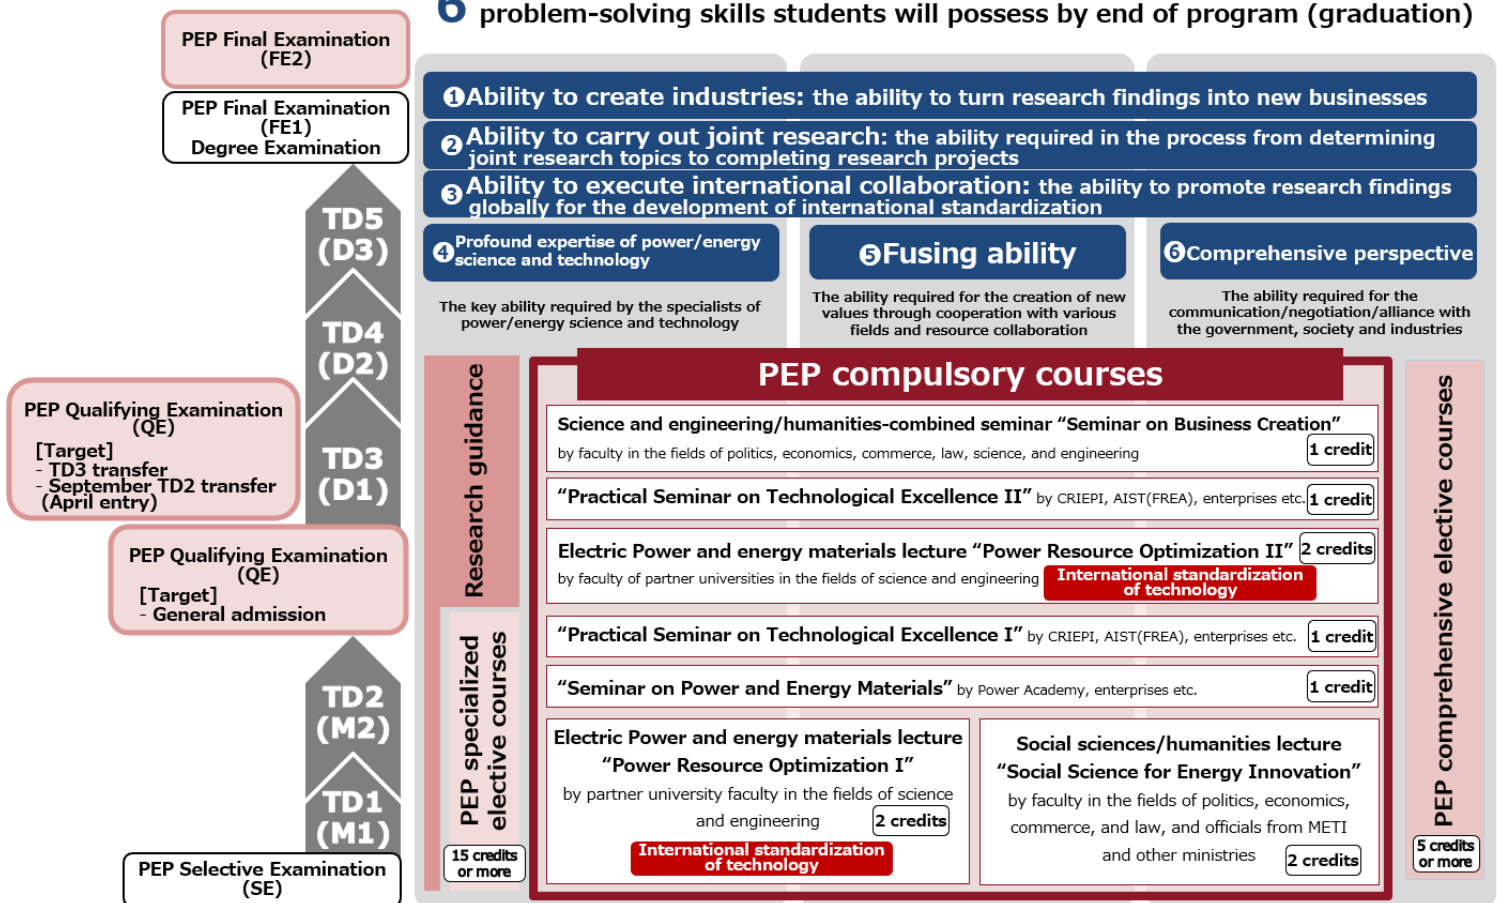 6 problem-solving skills students will possess by end of program (graduation)
PEP Final Examination
(FE2)
PEP Final Examination
(FE1)
Degree Examination
TD5
(D3)
TD4
(D2)
TD3
(D1)
PEP Qualifying Examination
(QE)
[Target]
- TD3 transfer
- September TD2 transfer
(April entry)
PEP Qualifying Examination
(QE)
[Target]
- General admission
TD2
(M2)
TD1
(M1)
PEP Selective Examination
(SE)
❶Ability to create industries: the ability to turn research findings into new businesses
❷Ability to carry out joint research: the ability required in the process from determining
joint research topics to completing research projects
❸Ability to execute international collaboration: the ability to promote research findings
globally for the development of international standardization
❹Profound expertise of power/energy
science and technology
The key ability required by the specialists of
power/energy science and technology
❺Fusing ability
The ability required for the creation of new
values through cooperation with various
fields and resource collaboration
❻Comprehensive perspective
The ability required for the
communication/negotiation/alliance with
the government, society and industries
Research guidance
PEP specialized
elective courses
15 credits
or more
PEP compulsory courses
Science and engineering/humanities-combined seminar “Seminar on Business Creation”
by faculty in the fields of politics, economics, commerce, law, science, and engineering
1 credit
“Practical Seminar on Technological Excellence II” by CRIEPI, AIST(FREA), enterprises etc.
1 credit
Electric Power and energy materials lecture “Power Resource Optimization II”
2 credits
by faculty of partner universities in the fields of science and engineering
International standardization
of technology
“Practical Seminar on Technological Excellence I” by CRIEPI, AIST(FREA), enterprises etc.
1 credit
“Seminar on Power and Energy Materials” by Power Academy, enterprises etc.
1 credit
Electric Power and energy materials lecture
“Power Resource Optimization I”
by partner university faculty in the fields of science
and engineering
2 credits
International standardization
of technology
Social sciences/humanities lecture
“Social Science for Energy Innovation”
by faculty in the fields of politics, economics,
commerce, and law, and officials from METI
and other ministries
2 credits
PEP comprehensive elective courses
5 credits
or more